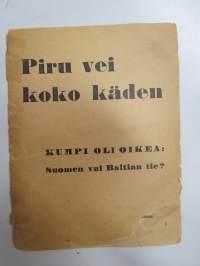 Piru vei
koko käden
KUMPI OLI OIKEA:
Suomen vai Baltian tie?